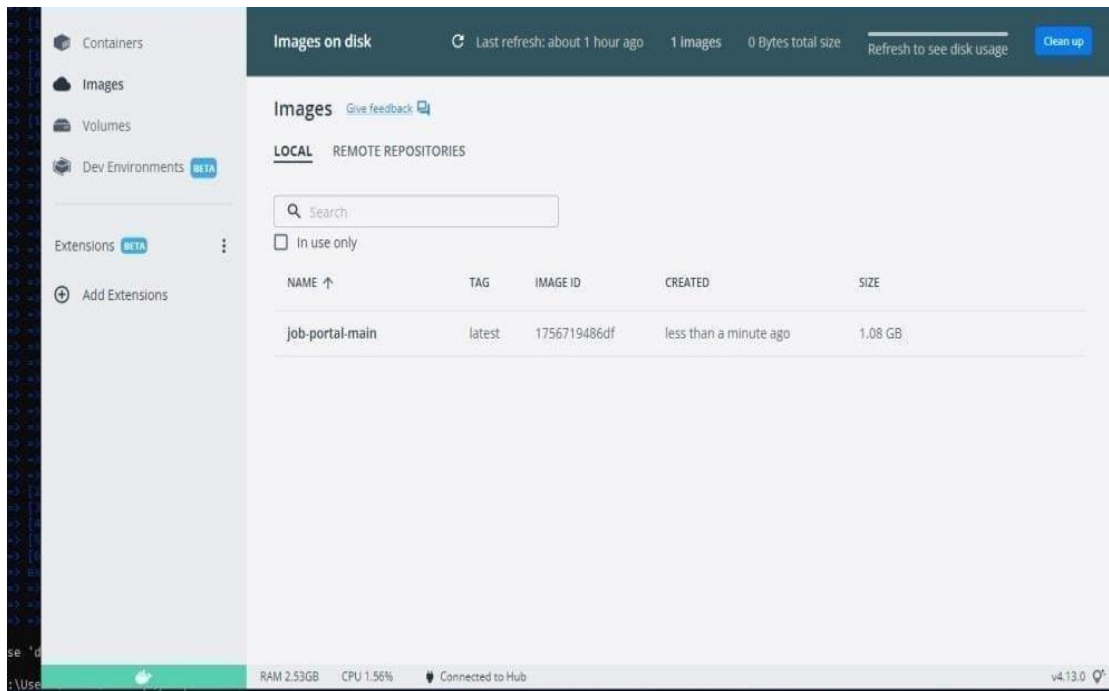 Containers
Images
Volumes
Dev Environments BETA
Extensions BETA
Add Extensions
Images on disk
Last refresh: about 1 hour ago
1 images
0 Bytes total size
Refresh to see disk usage
Clean up
Images Give feedback
LOCAL REMOTE REPOSITORIES
Search
In use only
NAME TAG IMAGE ID CREATED SIZE
job-portal-main latest 1756719486df less than a minute ago 1.08 GB
se 'd
:\Use
RAM 2.53GB CPU 1.56% Connected to Hub v4.13.0